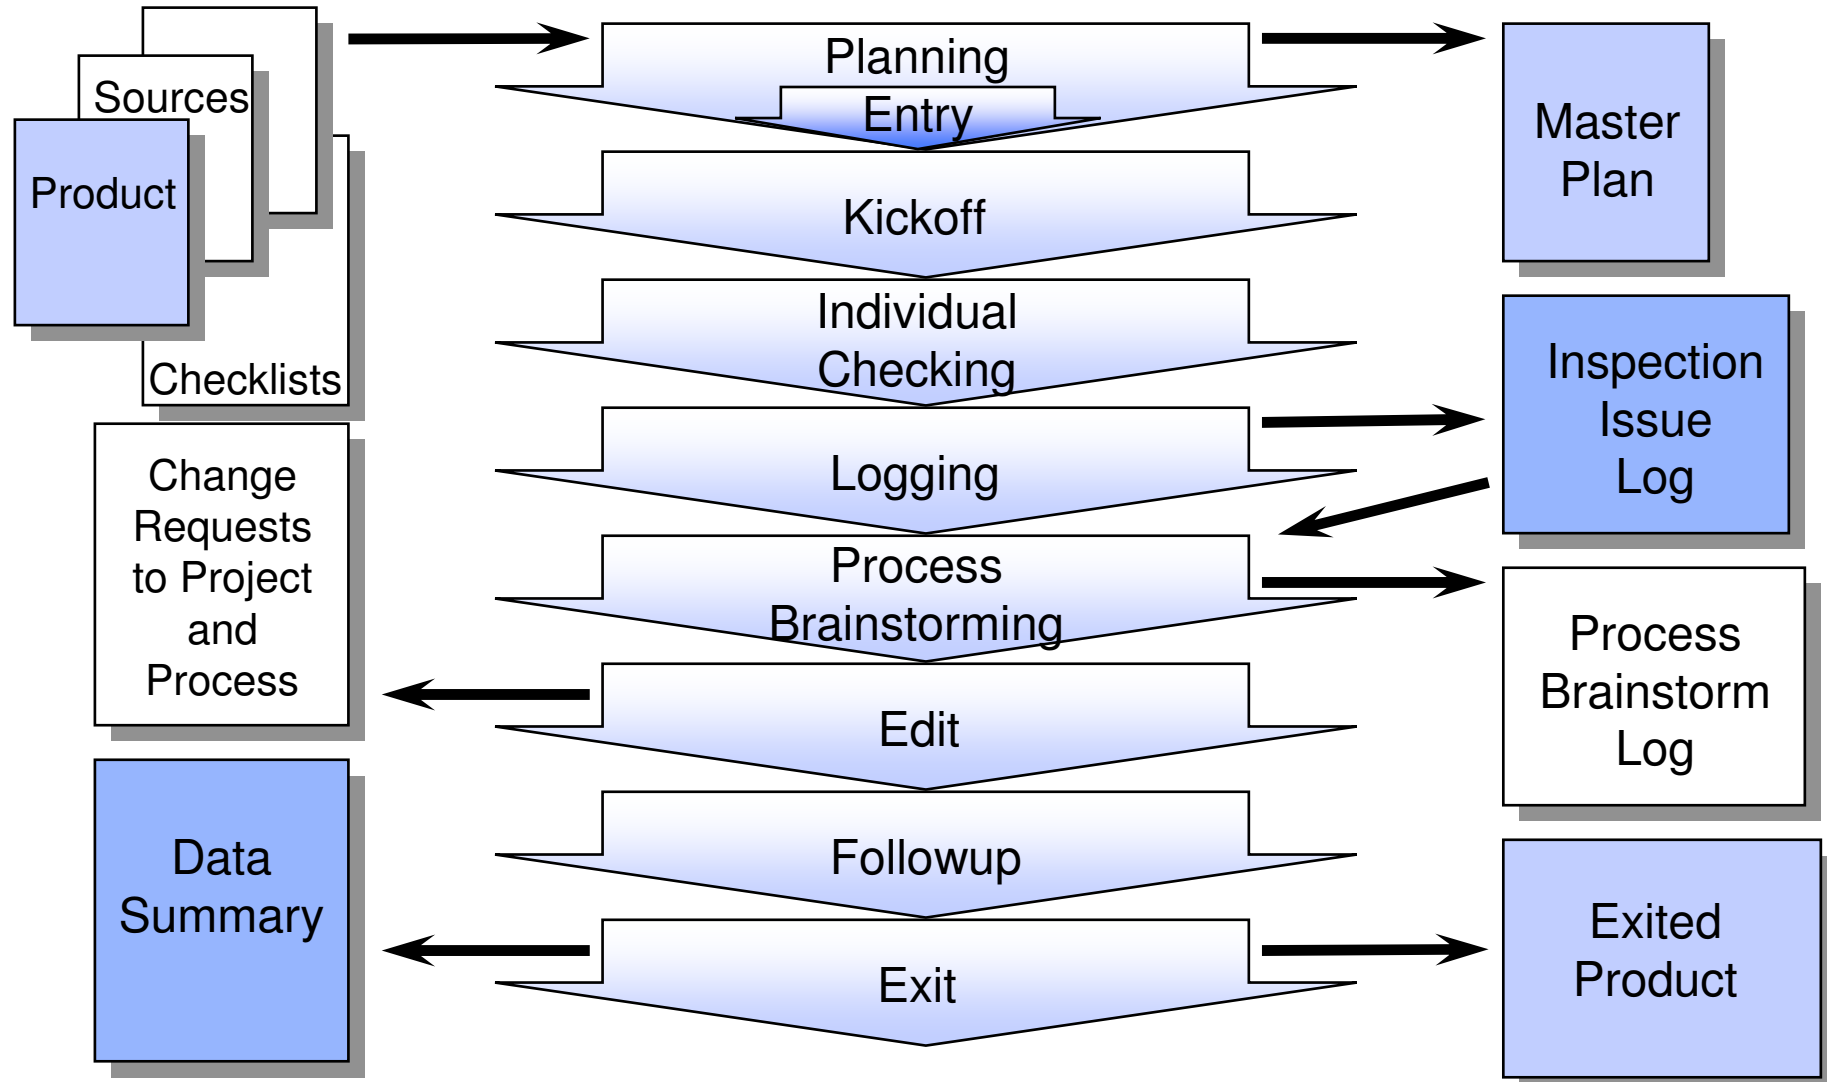 Sources
Product
Checklists
Change
Requests
to Project
and
Process
Data
Summary
Planning
Entry
Kickoff
Individual
Checking
Logging
Process
Brainstorming
Edit
Followup
Exit
Master
Plan
Inspection
Issue
Log
Process
Brainstorm
Log
Exited
Product